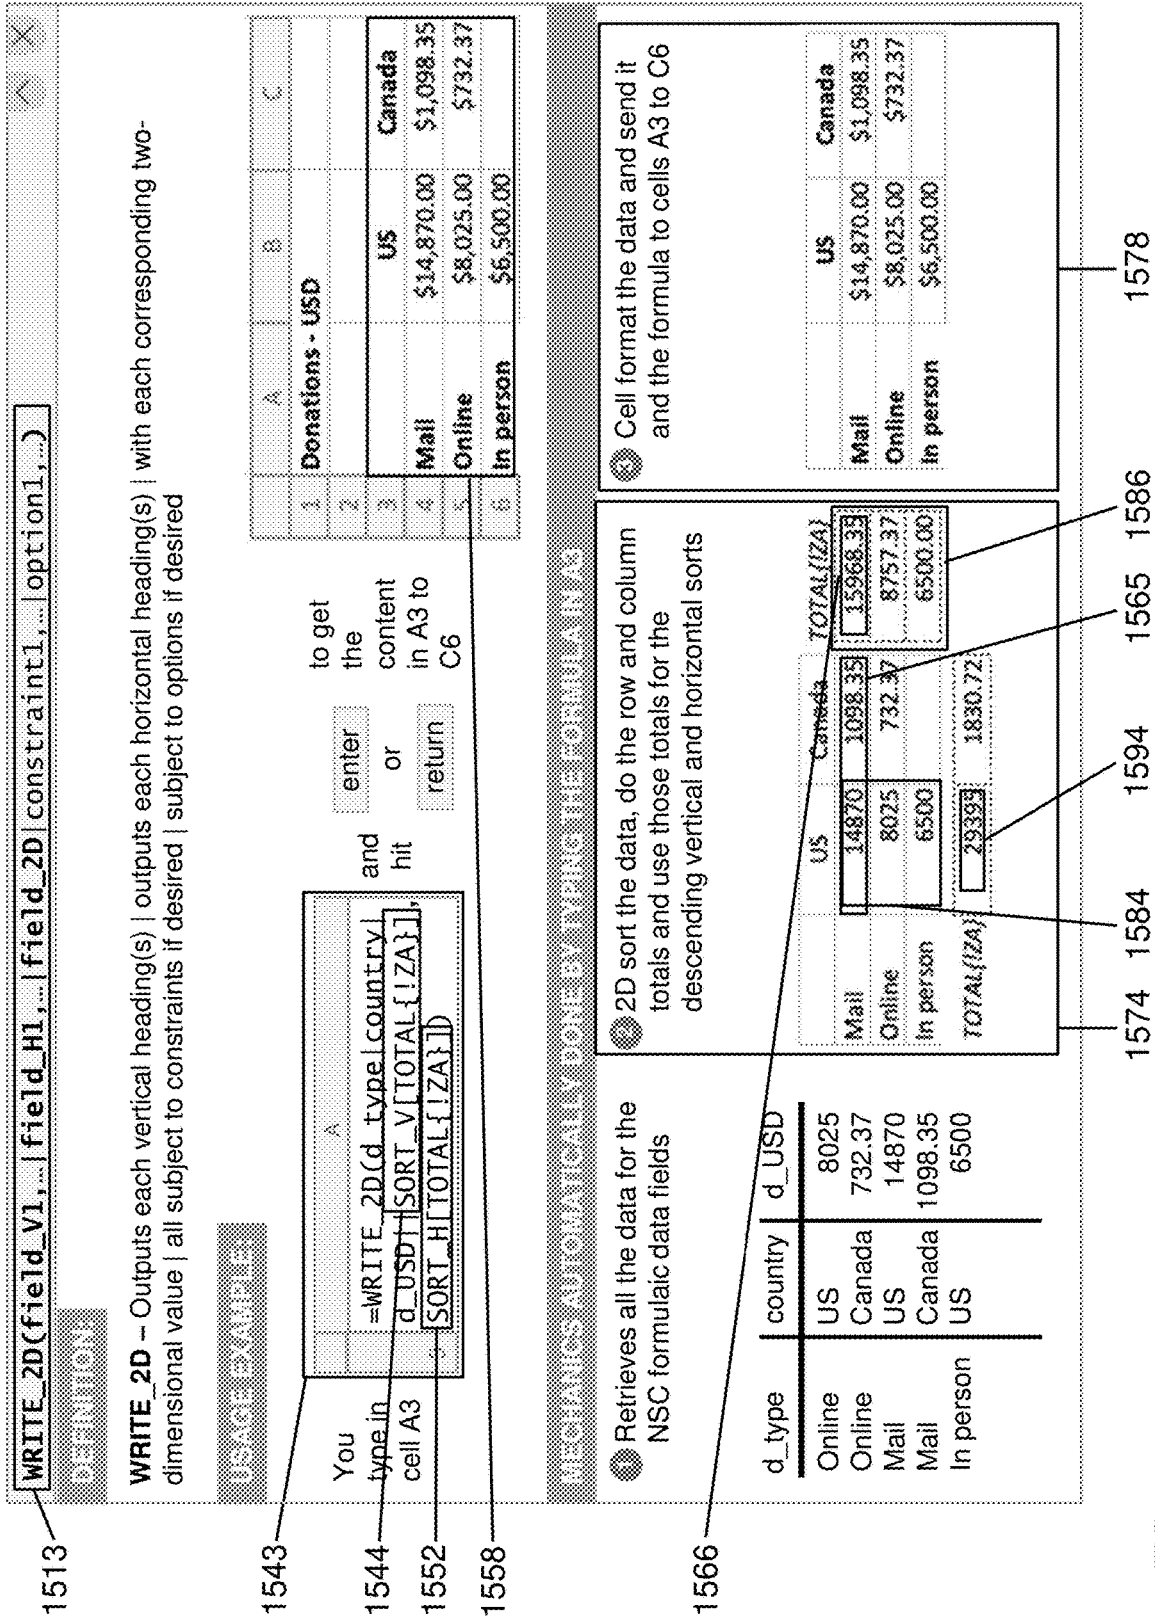 WRITE_2D(field_V1,…|field_H1,…|field_2D|constraint1,…|option1,…)
1513
DEFINITION
WRITE_2D – Outputs each vertical heading(s) | outputs each horizontal heading(s) | with each corresponding two-
dimensional value | all subject to constraints if desired | subject to options if desired
USAGE EXAMPLE
1543
1544
1552
1558
You
type in
cell A3
A
=WRITE_2D(d_type|country|
d_USD||SORT_V[TOTAL{!ZA}],
SORT_H[TOTAL{!ZA}])
and
hit
enter
or
return
to get
the
content
in A3 to
C6
A B C
1 Donations - USD
2
3 US Canada
4 Mail $14,870.00 $1,098.35
5 Online $8,025.00 $732.37
6 In person $6,500.00
MECHANICS AUTOMATICALLY DONE BY TYPING THE FORMULA IN A3
1 Retrieves all the data for the
NSC formulaic data fields
d_type country d_USD
Online US 8025
Online Canada 732.37
Mail US 14870
Mail Canada 1098.35
In person US 6500
1566
2D sort the data, do the row and column
totals and use those totals for the
descending vertical and horizontal sorts
US Canada TOTAL{!ZA}
Mail 14870 1098.35 15968.35
Online 8025 732.37 8757.37
In person 6500 6500.00
TOTAL{!ZA} 29395 1830.72
1574
1584
1594
1565
1586
Cell format the data and send it
and the formula to cells A3 to C6
US Canada
Mail $14,870.00 $1,098.35
Online $8,025.00 $732.37
In person $6,500.00
1578